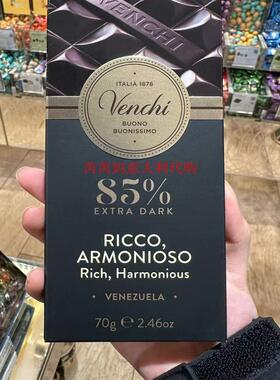 VENCHI
ITALIA 1878
Venchi
BUONO
BUONISSIMO
85%
EXTRA DARK
RICCO,
ARMONIOSO
Rich, Harmonious
• VENEZUELA •
70g ℮ 2.46oz